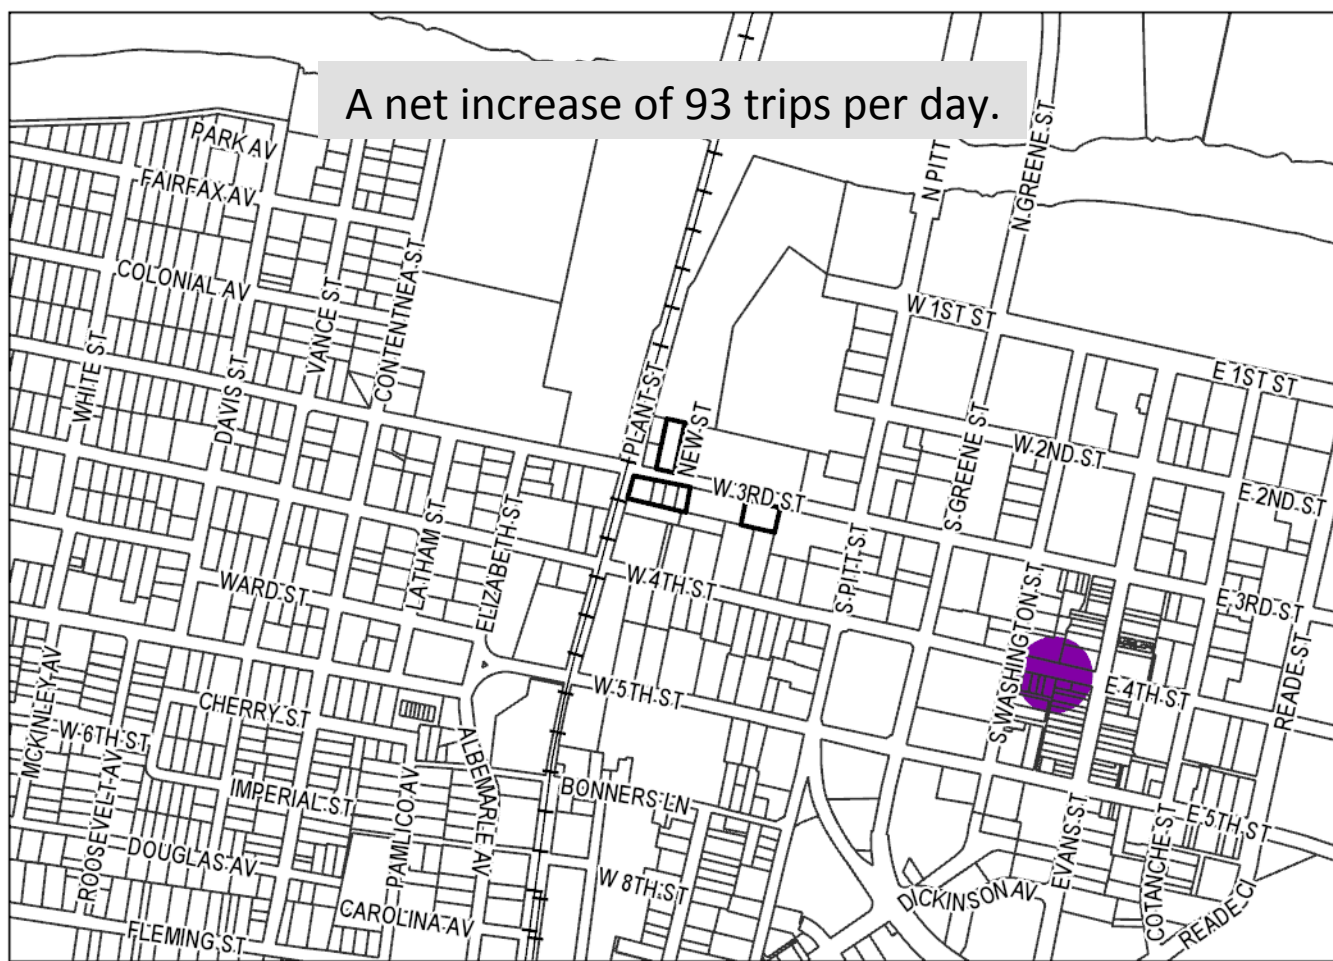 A net increase of 93 trips per day.
PARK AV
FAIRFAX AV
N PITT
N GREENE ST
COLONIAL AV
VANCE ST
CONTENTNEA ST
W 1ST ST
E 1ST ST
WHITE ST
DAVIS ST
PLANT ST
NEW ST
S GREENE ST
W 2ND ST
E 2ND ST
W 3RD ST
LATHAM ST
ELIZABETH ST
WARD ST
W 4TH ST
S PITT ST
S WASHINGTON ST
E 3RD ST
MCKINLEY AV
CHERRY ST
W 5TH ST
E 4TH ST
READE ST
W 6TH ST
ROOSEVELT AV
IMPERIAL ST
PAMLICO AV
ALBEMARLE AV
BONNERS LN
EVANS ST
COTANCHE ST
E 5TH ST
DOUGLAS AV
W 8TH ST
DICKINSON AV
CAROLINA AV
READE CI
FLEMING ST